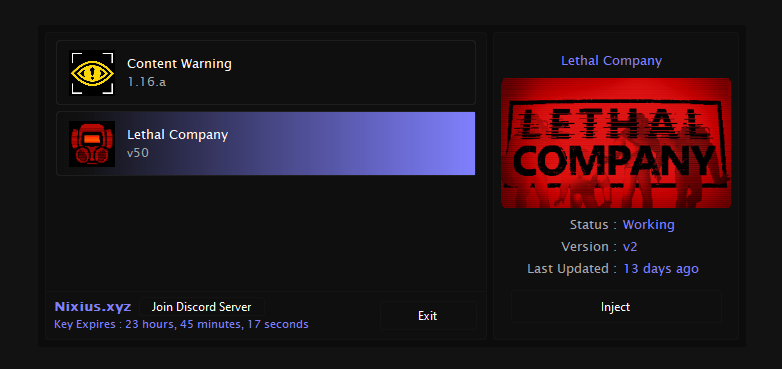 Content Warning
1.16.a
Lethal Company
v50
Nixius.xyz Join Discord Server
Key Expires : 23 hours, 45 minutes, 17 seconds
Exit
Lethal Company
LETHAL
COMPANY
Status : Working
Version : v2
Last Updated : 13 days ago
Inject